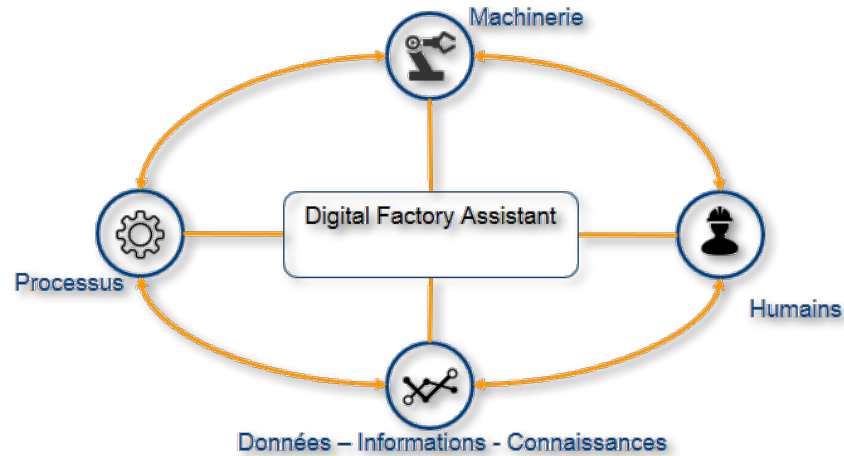 Machinerie
Digital Factory Assistant
Processus
Humains
Données – Informations - Connaissances